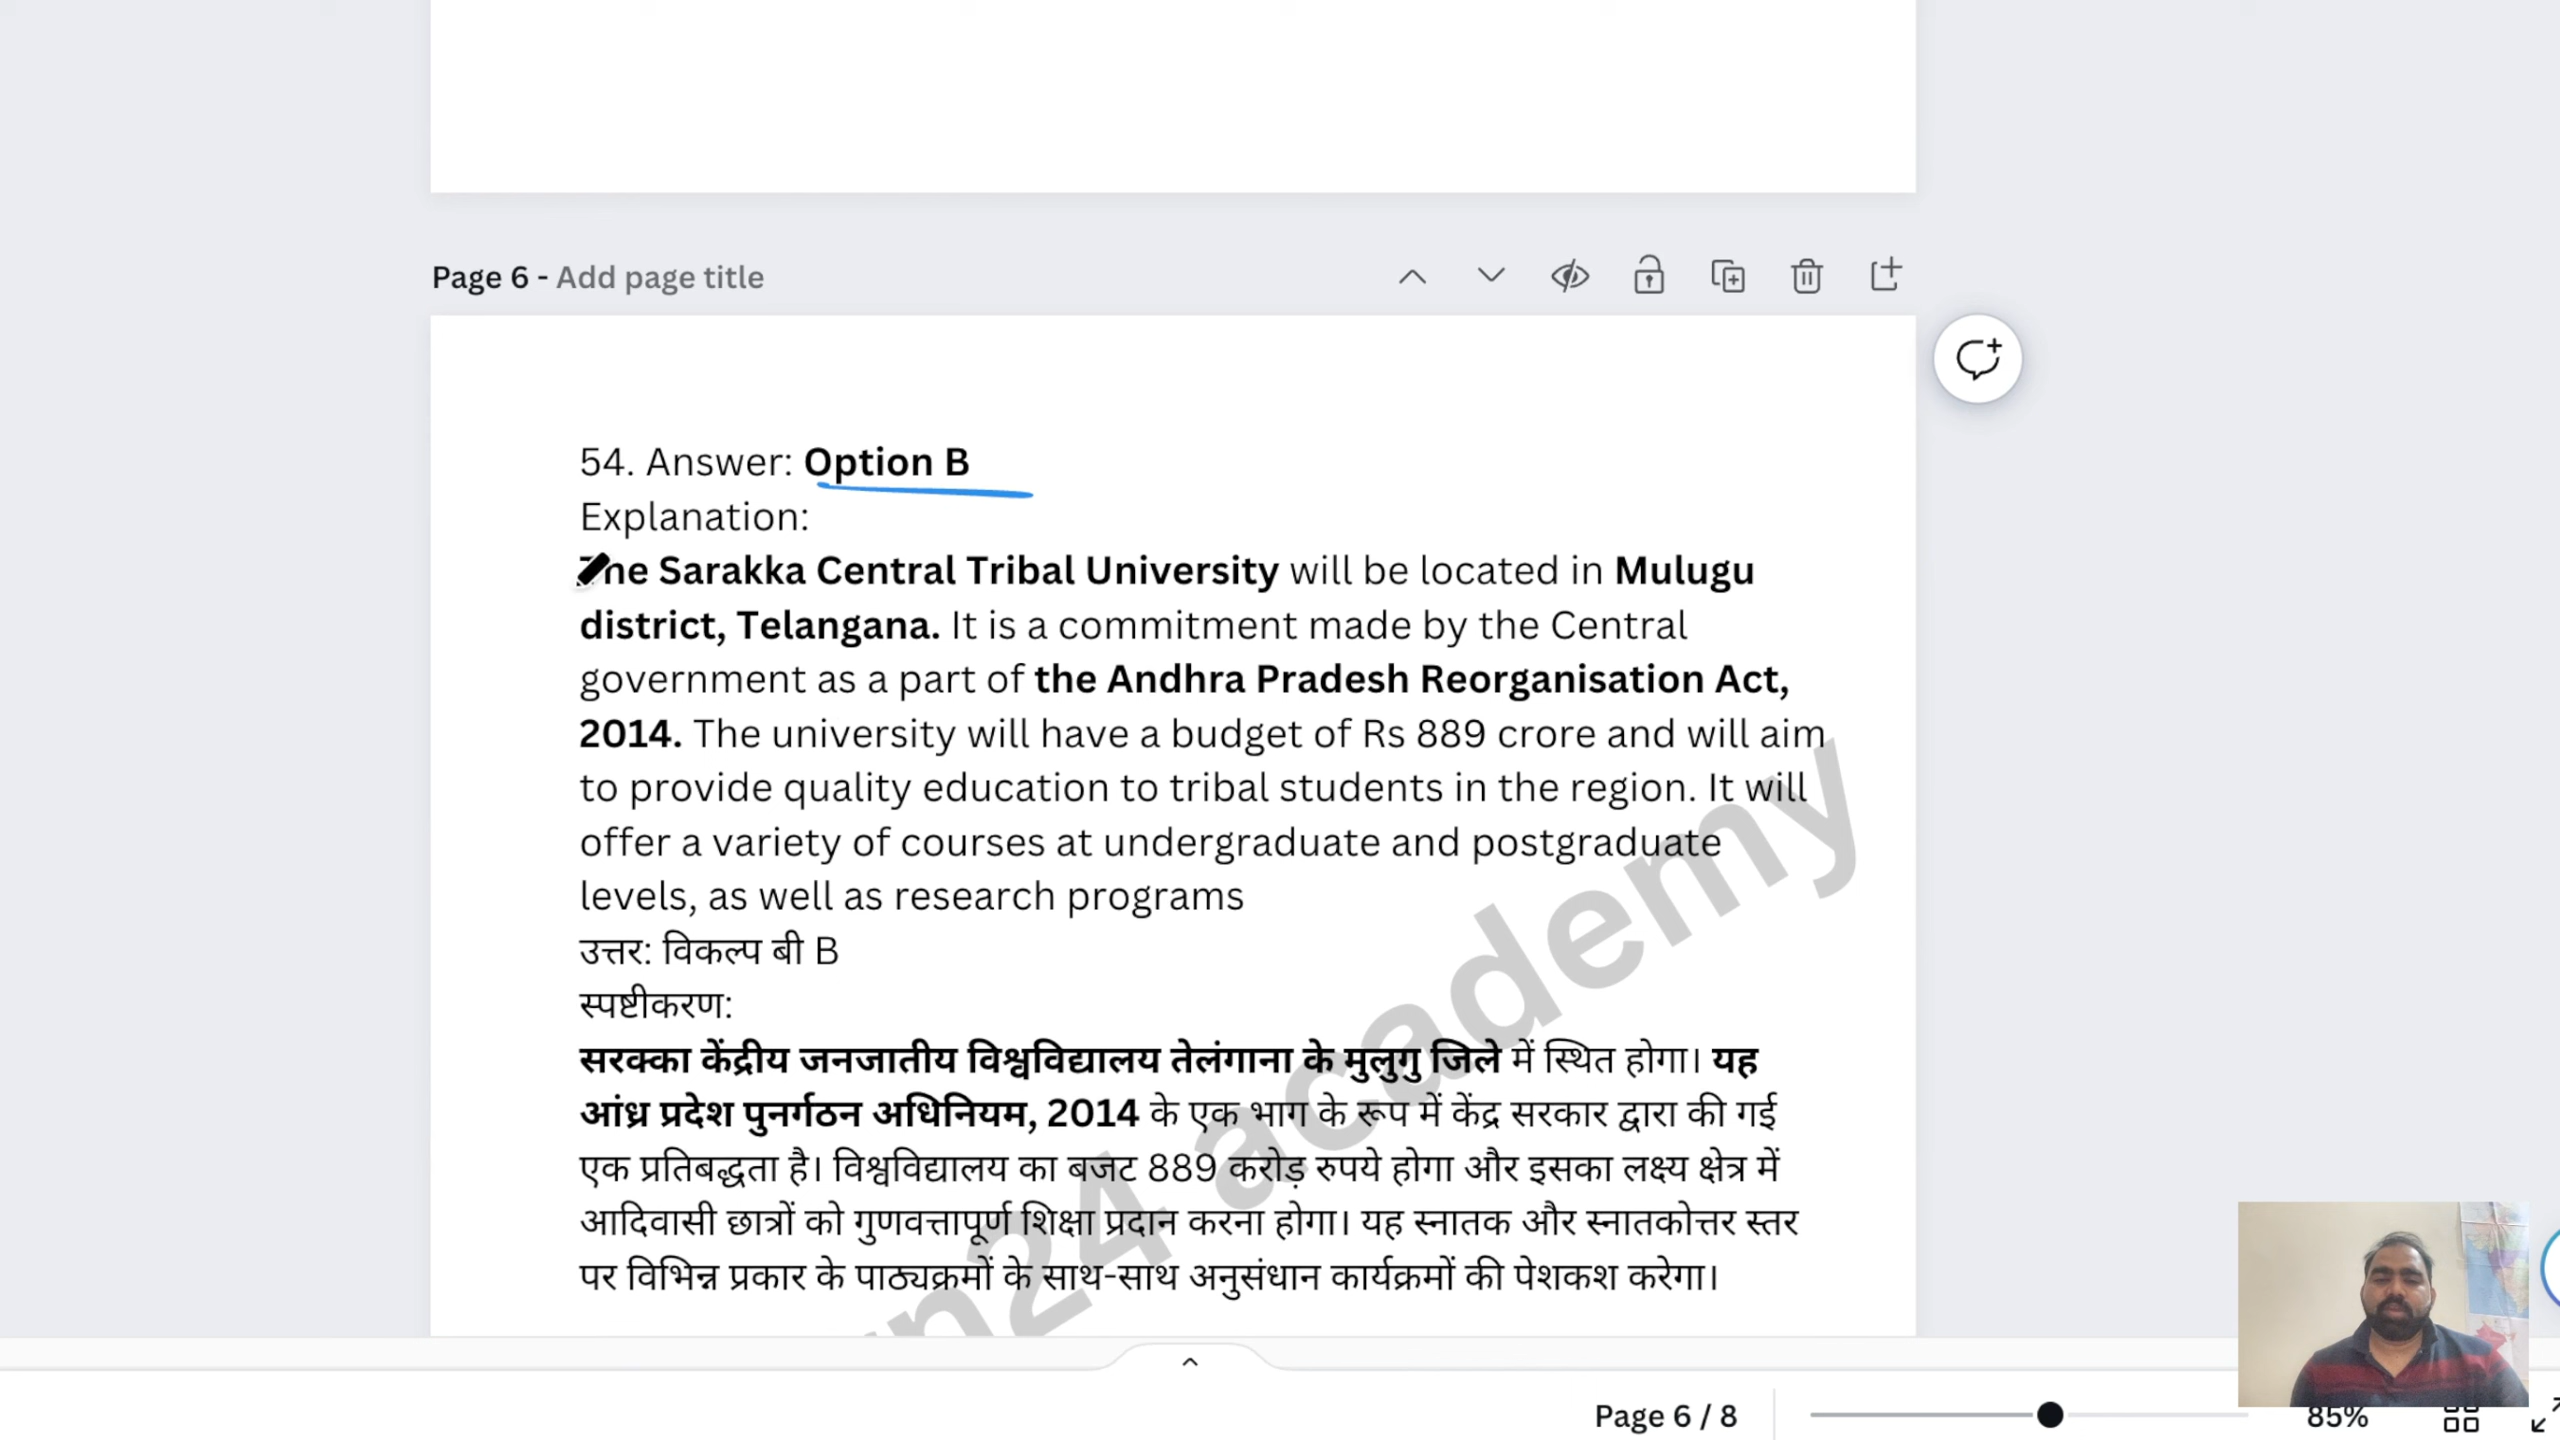 Page 6 - Add page title
54. Answer: Option B
Explanation:
The Sarakka Central Tribal University will be located in Mulugu
district, Telangana. It is a commitment made by the Central
government as a part of the Andhra Pradesh Reorganisation Act,
2014. The university will have a budget of Rs 889 crore and will aim
to provide quality education to tribal students in the region. It will
offer a variety of courses at undergraduate and postgraduate
levels, as well as research programs
उत्तर: विकल्प बी B
स्पष्टीकरण:
सरक्का केंद्रीय जनजातीय विश्वविद्यालय तेलंगाना के मुलुगु जिले में स्थित होगा। यह
आंध्र प्रदेश पुनर्गठन अधिनियम, 2014 के एक भाग के रूप में केंद्र सरकार द्वारा की गई
एक प्रतिबद्धता है। विश्वविद्यालय का बजट 889 करोड़ रुपये होगा और इसका लक्ष्य क्षेत्र में
आदिवासी छात्रों को गुणवत्तापूर्ण शिक्षा प्रदान करना होगा। यह स्नातक और स्नातकोत्तर स्तर
पर विभिन्न प्रकार के पाठ्यक्रमों के साथ-साथ अनुसंधान कार्यक्रमों की पेशकश करेगा।
academy
Page 6 / 8
85%